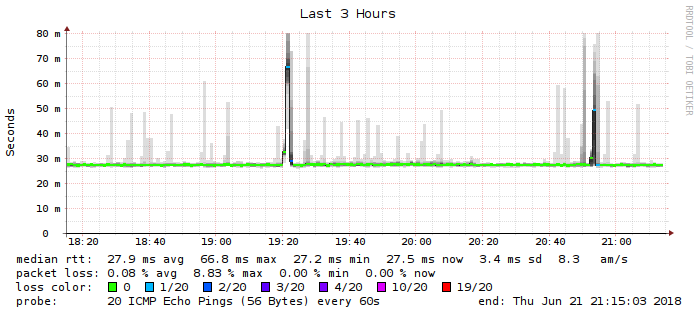 Last 3 Hours
RRDTOOL / TOBI OETIKER
Seconds
80 m
70 m
60 m
50 m
40 m
30 m
20 m
10 m
0
18:20 18:40 19:00 19:20 19:40 20:00 20:20 20:40 21:00
median rtt: 27.9 ms avg 66.8 ms max 27.2 ms min 27.5 ms now 3.4 ms sd 8.3 am/s
packet loss: 0.08 % avg 8.83 % max 0.00 % min 0.00 % now
loss color: 0 1/20 2/20 3/20 4/20 10/20 19/20
probe: 20 ICMP Echo Pings (56 Bytes) every 60s end: Thu Jun 21 21:15:03 2018